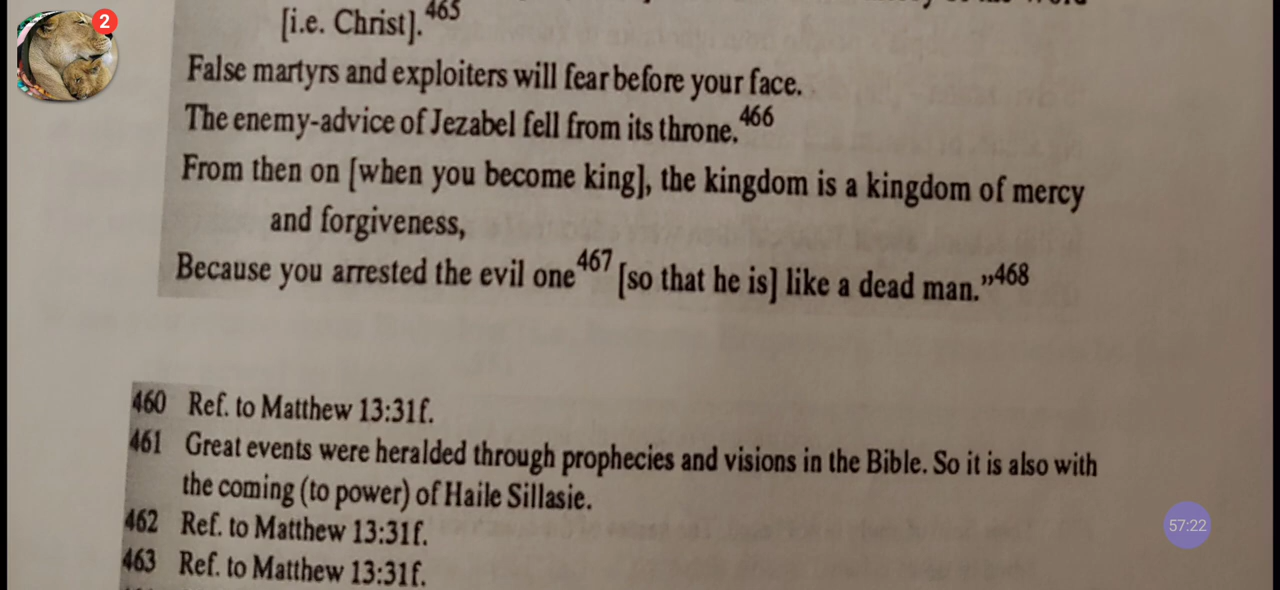 2
[i.e. Christ].465
False martyrs and exploiters will fear before your face.
The enemy-advice of Jezabel fell from its throne.466
From then on [when you become king], the kingdom is a kingdom of mercy
and forgiveness,
Because you arrested the evil one467 [so that he is] like a dead man.”468
460 Ref. to Matthew 13:31f.
461 Great events were heralded through prophecies and visions in the Bible. So it is also with
the coming (to power) of Haile Sillasie.
462 Ref. to Matthew 13:31f.
57:22
463 Ref. to Matthew 13:31f.